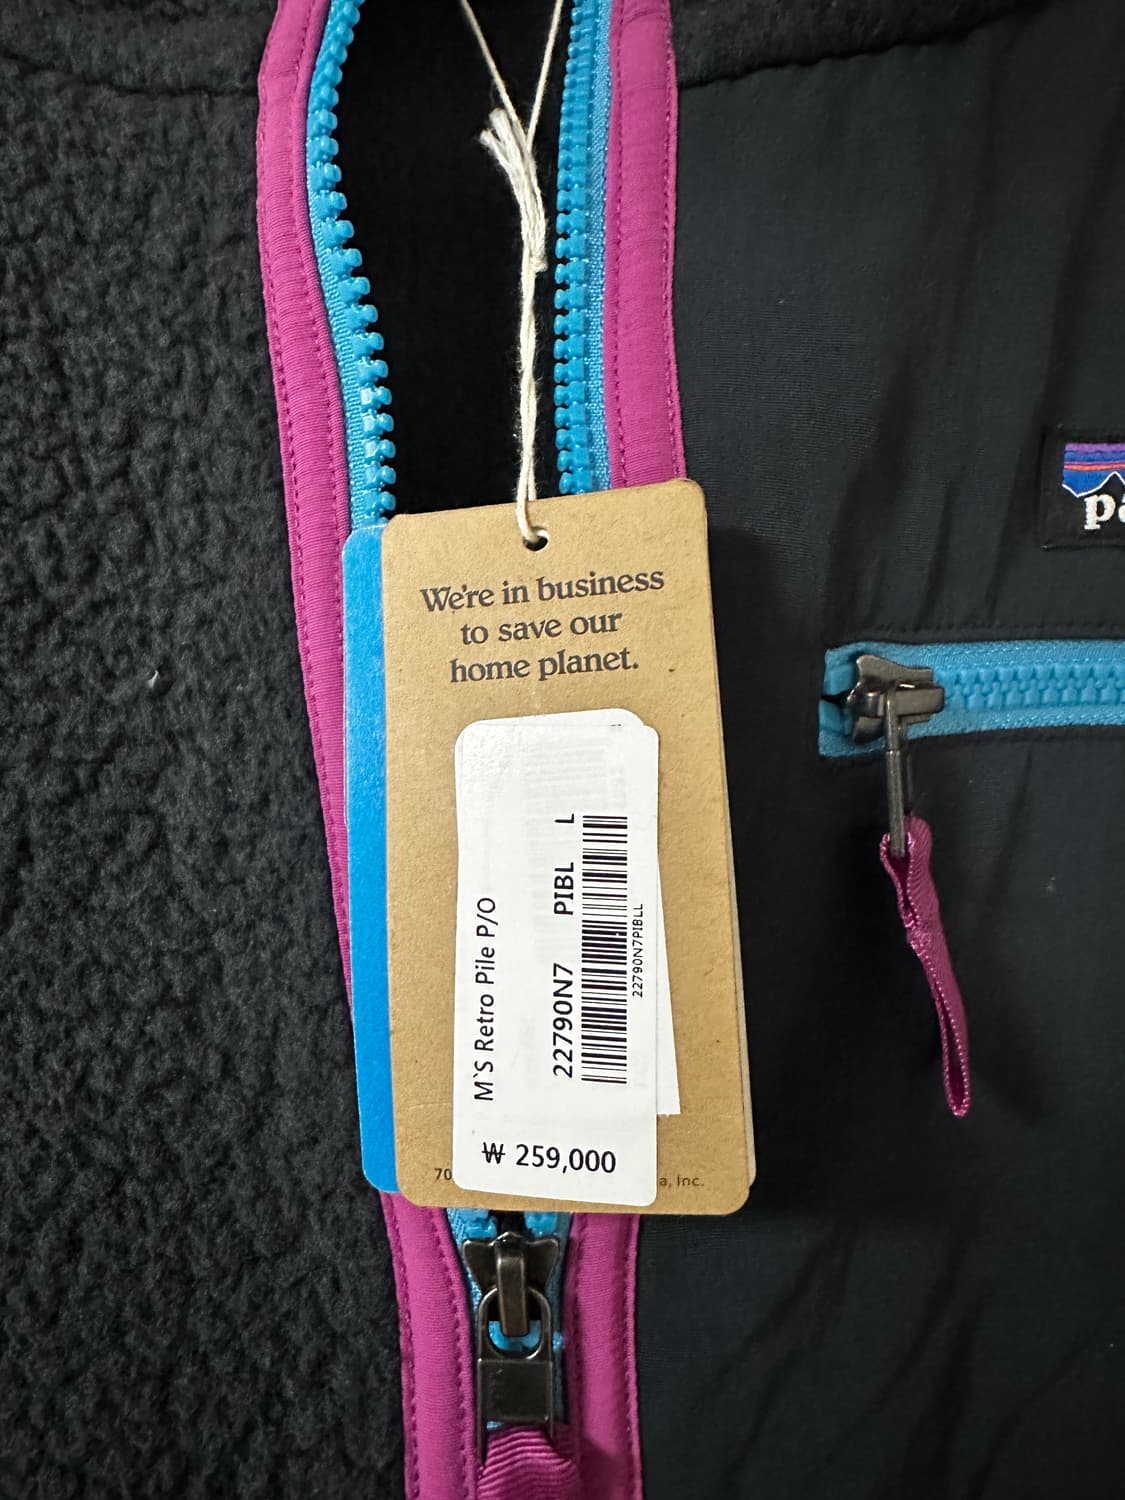 We're in business
to save our
home planet.
M`S Retro Pile P/O
22790N7 PIBL L
22790N7PIBLL
₩ 259,000
70
a, Inc.
pa